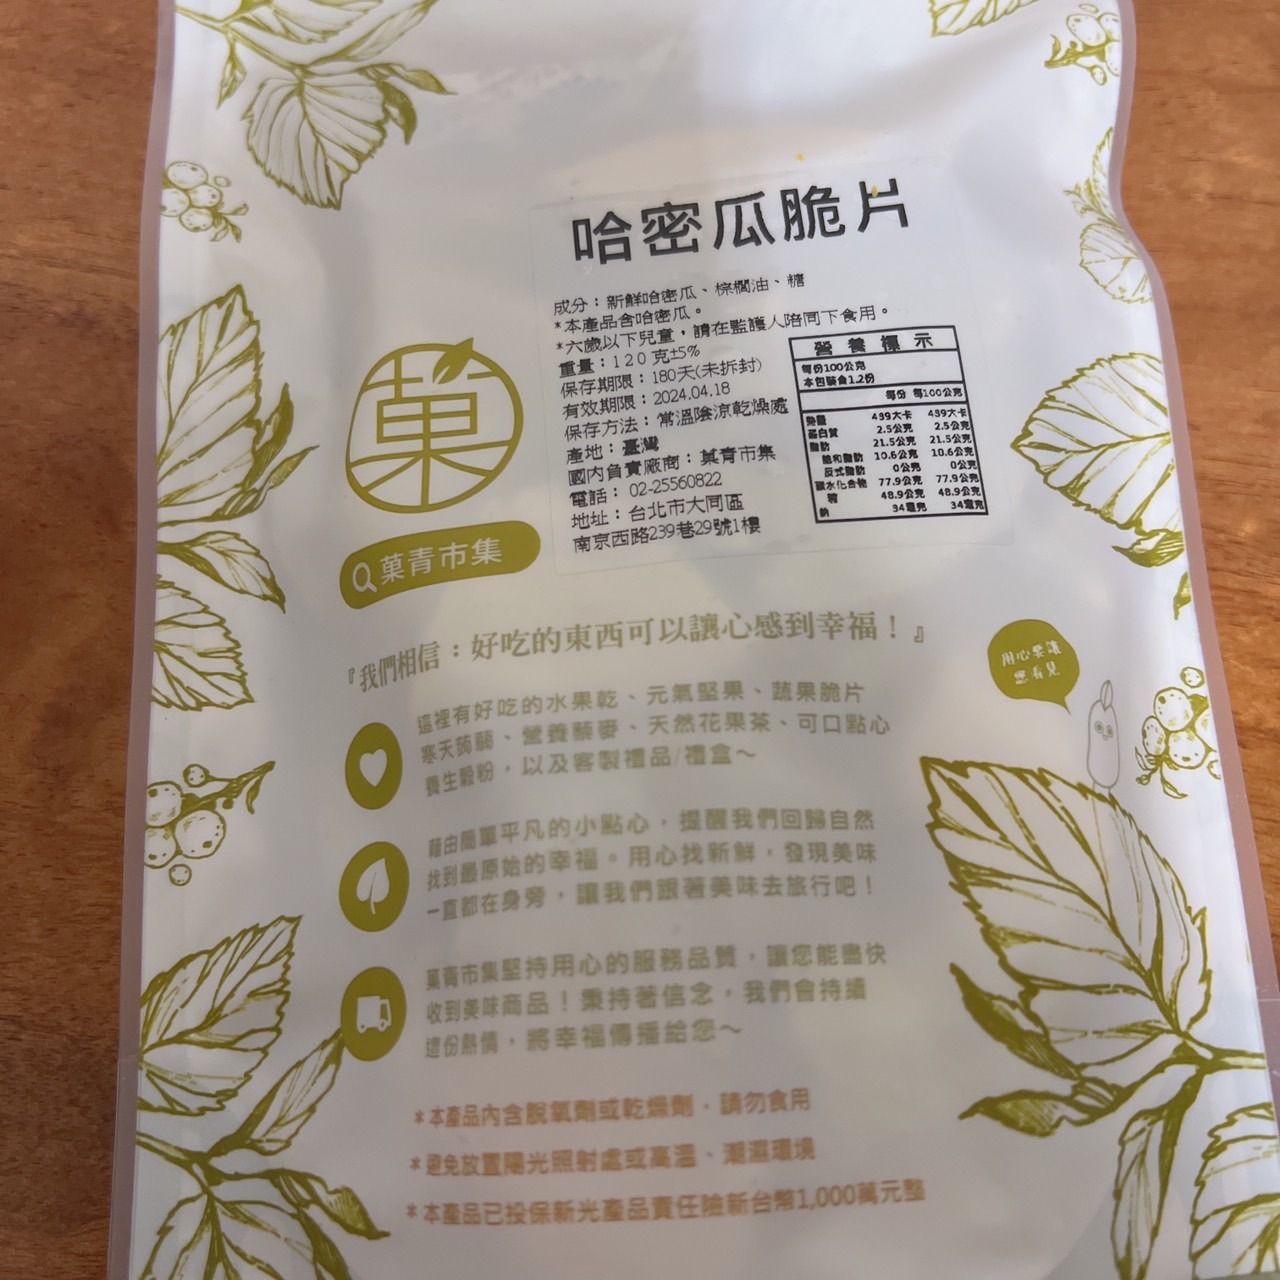 哈密瓜脆片
成分：新鮮哈密瓜、棕櫚油、糖
*本產品含哈密瓜。
*六歲以下兒童，請在監護人陪同下食用。
重量：120克±5%
保存期限：180天(未拆封)
有效期限：2024.04.18
保存方法：常溫陰涼乾燥處
產地：臺灣
國內負責廠商：菓青市集
電話： 02-25560822
地址：台北市大同區
南京西路239巷29號1樓
營養標示
每份100公克
本包裝含1.2份
每份 每100公克
熱量 439大卡 439大卡
蛋白質 2.5公克 2.5公克
脂肪 21.5公克 21.5公克
飽和脂肪 10.6公克 10.6公克
反式脂肪 0公克 0公克
碳水化合物 77.9公克 77.9公克
糖 48.9公克 48.9公克
鈉 34毫克 34毫克
菓
菓青市集
『我們相信：好吃的東西可以讓心感到幸福！』
用心要讓
您看見
這裡有好吃的水果乾、元氣堅果、蔬果脆片
寒天蒟蒻、營養藜麥、天然花果茶、可口點心
養生穀粉，以及客製禮品/禮盒～
藉由簡單平凡的小點心，提醒我們回歸自然
找到最原始的幸福。用心找新鮮，發現美味
一直都在身旁，讓我們跟著美味去旅行吧！
菓青市集堅持用心的服務品質，讓您能盡快
收到美味商品！秉持著信念，我們會持續
這份熱情，將幸福傳播給您～
*本產品內含脫氧劑或乾燥劑．請勿食用
*避免放置陽光照射處或高溫、潮濕環境
*本產品已投保新光產品責任險新台幣1,000萬元整